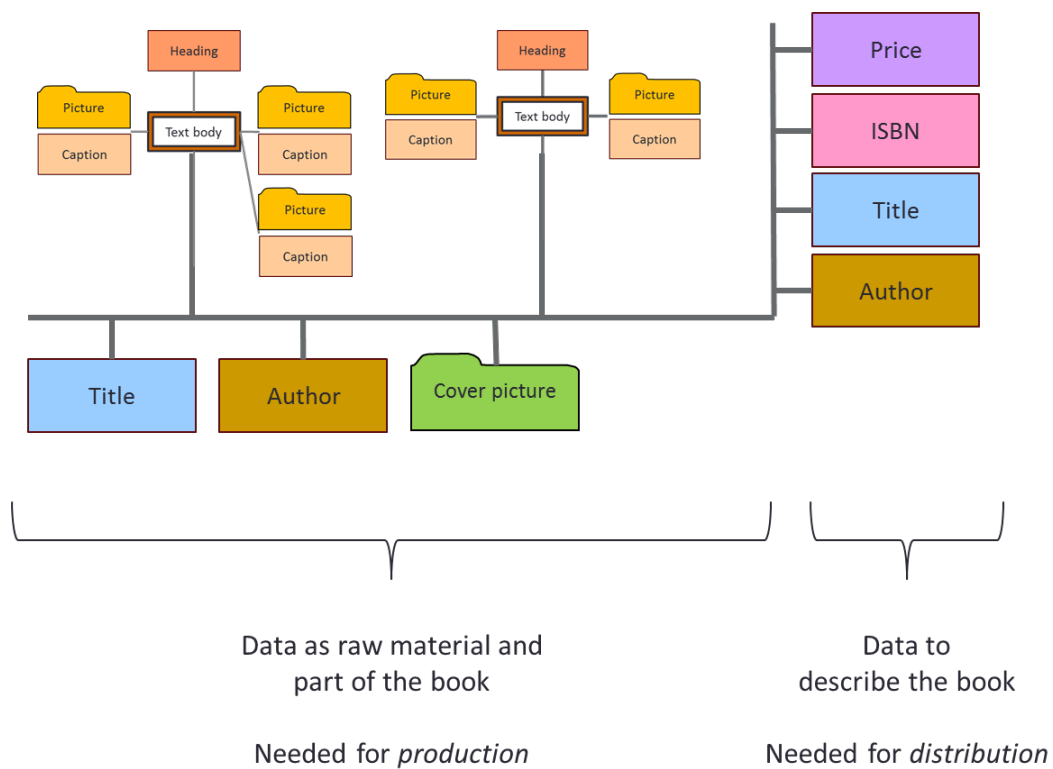 Heading
Picture
Caption
Text body
Picture
Caption
Picture
Caption
Heading
Picture
Caption
Text body
Picture
Caption
Price
ISBN
Title
Author
Title
Author
Cover picture
Data as raw material and
part of the book
Needed for production
Data to
describe the book
Needed for distribution